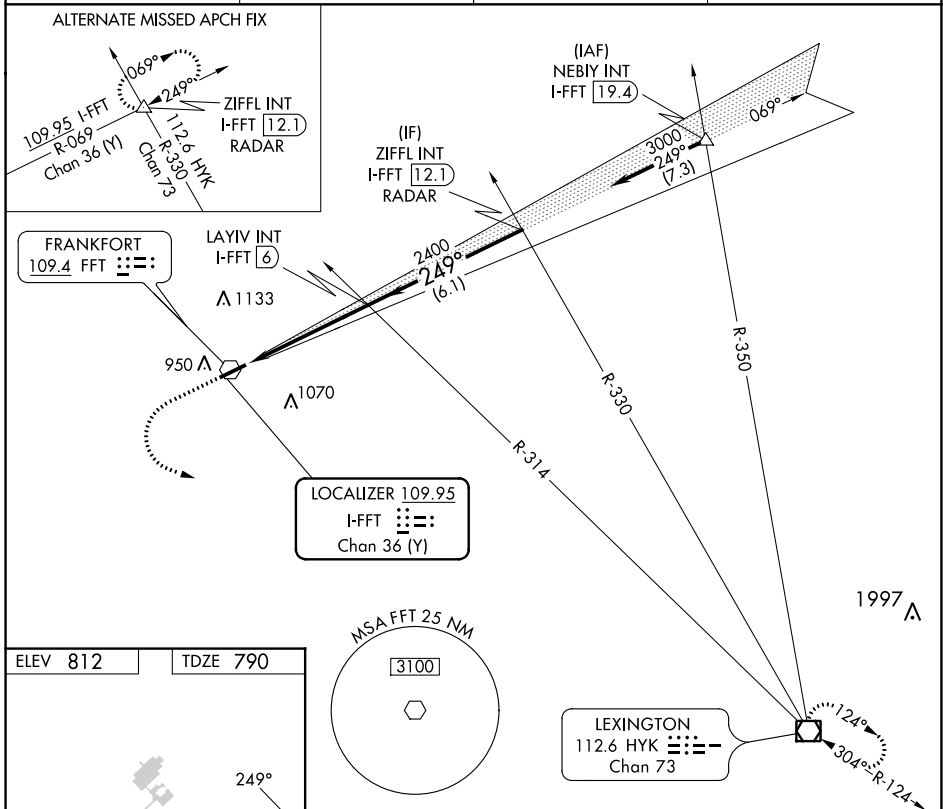 ALTERNATE MISSED APCH FIX
069°
249°
ZIFFL INT
I-FFT 12.1
RADAR
109.95 I-FFT
R-069
Chan 36 (Y)
112.6 HYK
R-330
Chan 73
(IAF)
NEBIY INT
I-FFT 19.4
069°
3000
249°
(7.3)
(IF)
ZIFFL INT
I-FFT 12.1
RADAR
LAYIV INT
I-FFT 6
2400
249°
(6.1)
FRANKFORT
109.4 FFT
1133
950
1070
R-350
R-330
R-314
LOCALIZER 109.95
I-FFT
Chan 36 (Y)
1997
MSA FFT 25 NM
3100
LEXINGTON
112.6 HYK
Chan 73
124°
304°
R-124
ELEV 812
TDZE 790
249°